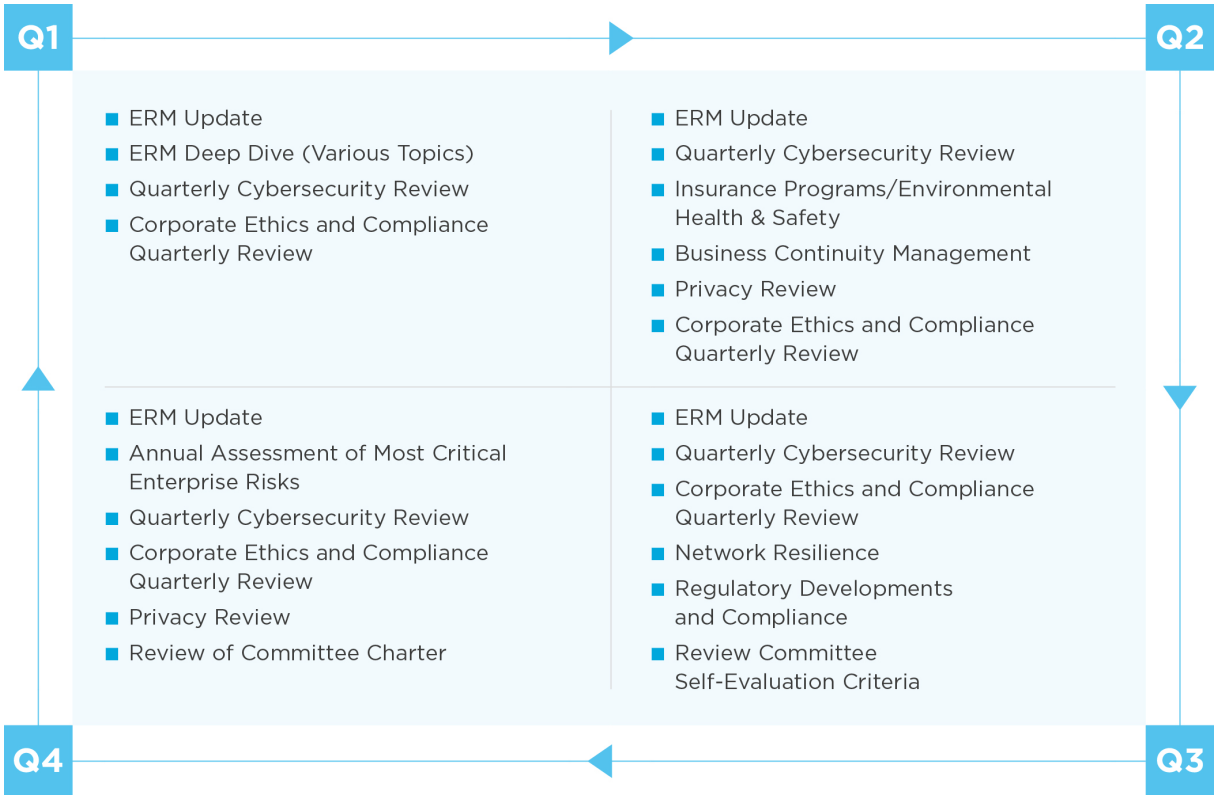 Q1
Q2
ERM Update
ERM Deep Dive (Various Topics)
Quarterly Cybersecurity Review
Corporate Ethics and Compliance
Quarterly Review
ERM Update
Quarterly Cybersecurity Review
Insurance Programs/Environmental
Health & Safety
Business Continuity Management
Privacy Review
Corporate Ethics and Compliance
Quarterly Review
ERM Update
Annual Assessment of Most Critical
Enterprise Risks
Quarterly Cybersecurity Review
Corporate Ethics and Compliance
Quarterly Review
Privacy Review
Review of Committee Charter
ERM Update
Quarterly Cybersecurity Review
Corporate Ethics and Compliance
Quarterly Review
Network Resilience
Regulatory Developments
and Compliance
Review Committee
Self-Evaluation Criteria
Q4
Q3